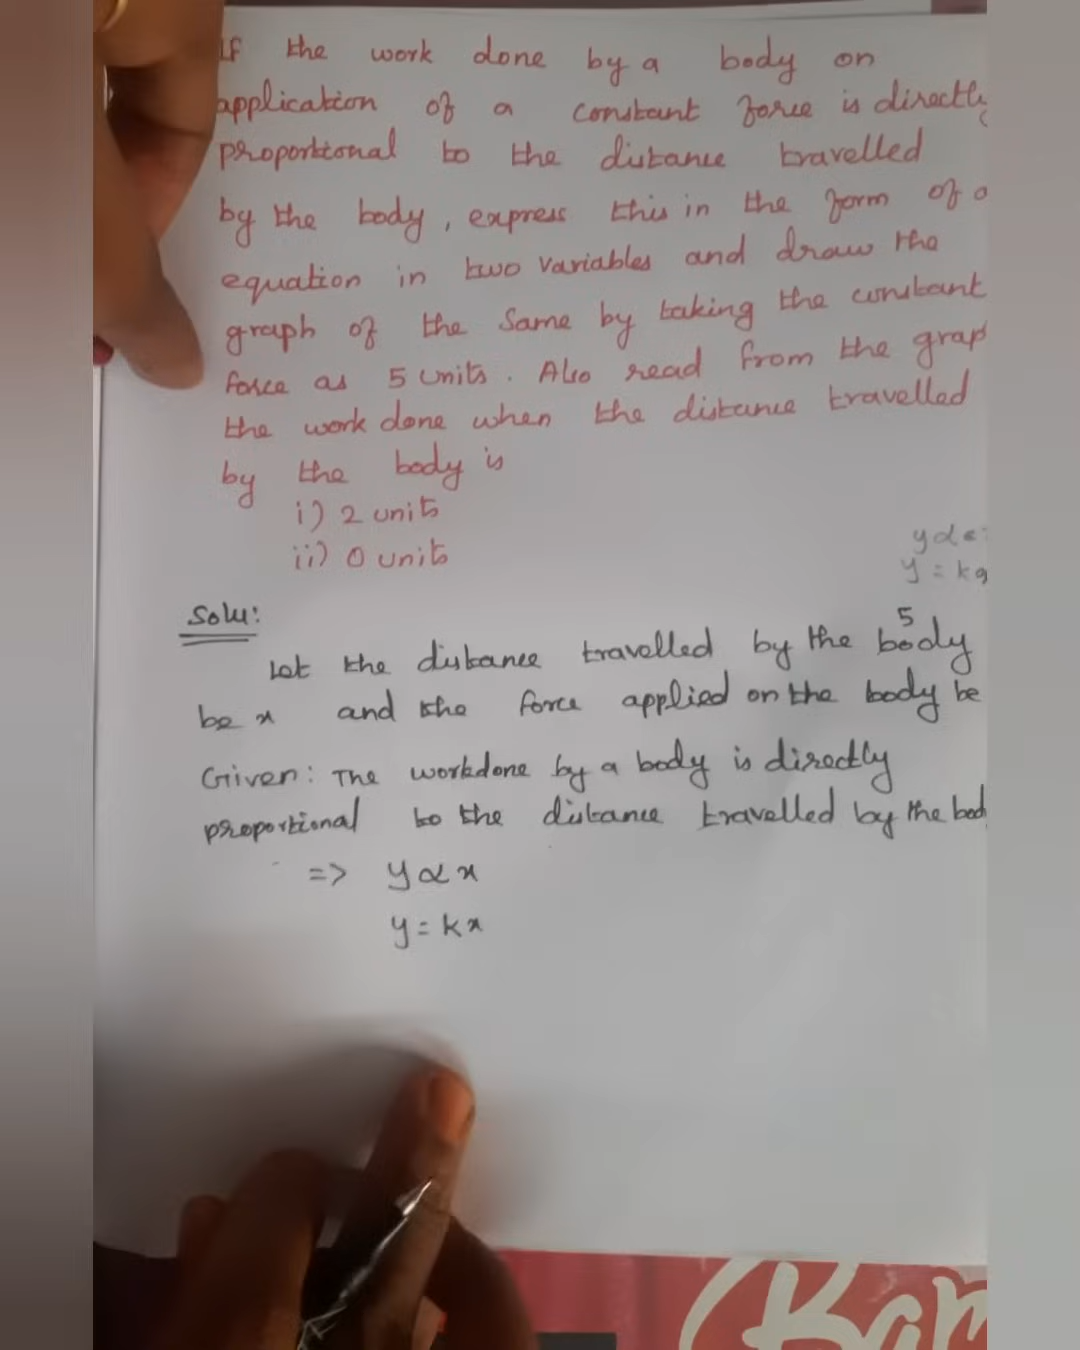 If the work done by a body on
application of a constant force is directly
proportional to the distance travelled
by the body, express this in the form of a
equation in two variables and draw the
graph of the same by taking the constant
force as 5 units. Also read from the grap
the work done when the distance travelled
by the body is
i) 2 units
ii) 0 units
y∝
y = k
Solu:
5
Let the distance travelled by the body
be x and the force applied on the body be
Given: The workdone by a body is directly
proportional to the distance travelled by the bod
=> y∝x
y = kx